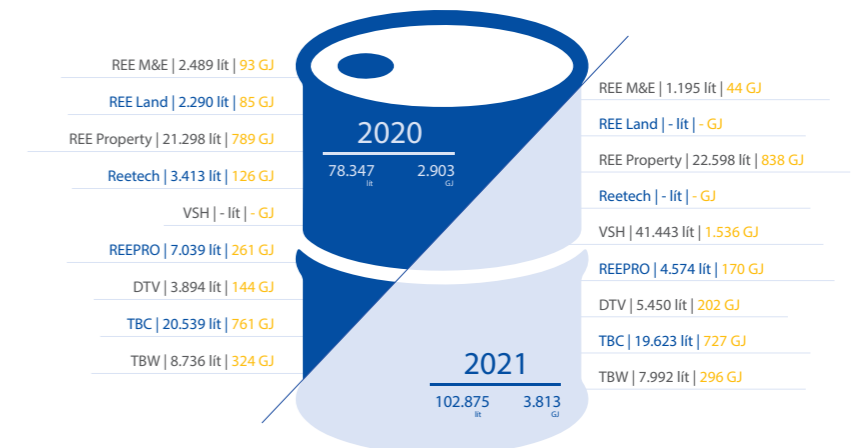 REE M&E | 2.489 lít | 93 GJ
REE Land | 2.290 lít | 85 GJ
REE Property | 21.298 lít | 789 GJ
Reetech | 3.413 lít | 126 GJ
VSH | - lít | - GJ
REEPRO | 7.039 lít | 261 GJ
DTV | 3.894 lít | 144 GJ
TBC | 20.539 lít | 761 GJ
TBW | 8.736 lít | 324 GJ
2020
78.347 2.903
lít GJ
REE M&E | 1.195 lít | 44 GJ
REE Land | - lít | - GJ
REE Property | 22.598 lít | 838 GJ
Reetech | - lít | - GJ
VSH | 41.443 lít | 1.536 GJ
REEPRO | 4.574 lít | 170 GJ
DTV | 5.450 lít | 202 GJ
TBC | 19.623 lít | 727 GJ
TBW | 7.992 lít | 296 GJ
2021
102.875 3.813
lít GJ